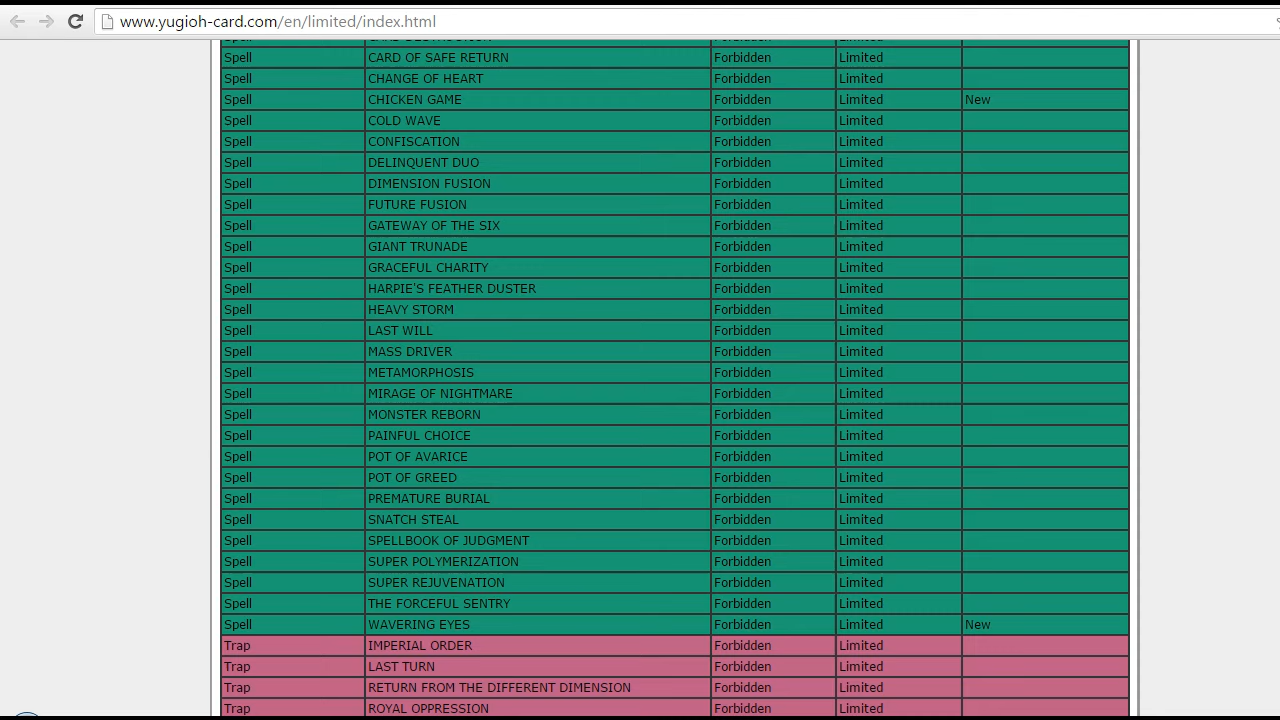 www.yugioh-card.com/en/limited/index.html
Spell Forbidden Limited
Spell CARD OF SAFE RETURN Forbidden Limited
Spell CHANGE OF HEART Forbidden Limited
Spell CHICKEN GAME Forbidden Limited New
Spell COLD WAVE Forbidden Limited
Spell CONFISCATION Forbidden Limited
Spell DELINQUENT DUO Forbidden Limited
Spell DIMENSION FUSION Forbidden Limited
Spell FUTURE FUSION Forbidden Limited
Spell GATEWAY OF THE SIX Forbidden Limited
Spell GIANT TRUNADE Forbidden Limited
Spell GRACEFUL CHARITY Forbidden Limited
Spell HARPIE'S FEATHER DUSTER Forbidden Limited
Spell HEAVY STORM Forbidden Limited
Spell LAST WILL Forbidden Limited
Spell MASS DRIVER Forbidden Limited
Spell METAMORPHOSIS Forbidden Limited
Spell MIRAGE OF NIGHTMARE Forbidden Limited
Spell MONSTER REBORN Forbidden Limited
Spell PAINFUL CHOICE Forbidden Limited
Spell POT OF AVARICE Forbidden Limited
Spell POT OF GREED Forbidden Limited
Spell PREMATURE BURIAL Forbidden Limited
Spell SNATCH STEAL Forbidden Limited
Spell SPELLBOOK OF JUDGMENT Forbidden Limited
Spell SUPER POLYMERIZATION Forbidden Limited
Spell SUPER REJUVENATION Forbidden Limited
Spell THE FORCEFUL SENTRY Forbidden Limited
Spell WAVERING EYES Forbidden Limited New
Trap IMPERIAL ORDER Forbidden Limited
Trap LAST TURN Forbidden Limited
Trap RETURN FROM THE DIFFERENT DIMENSION Forbidden Limited
Trap ROYAL OPPRESSION Forbidden Limited